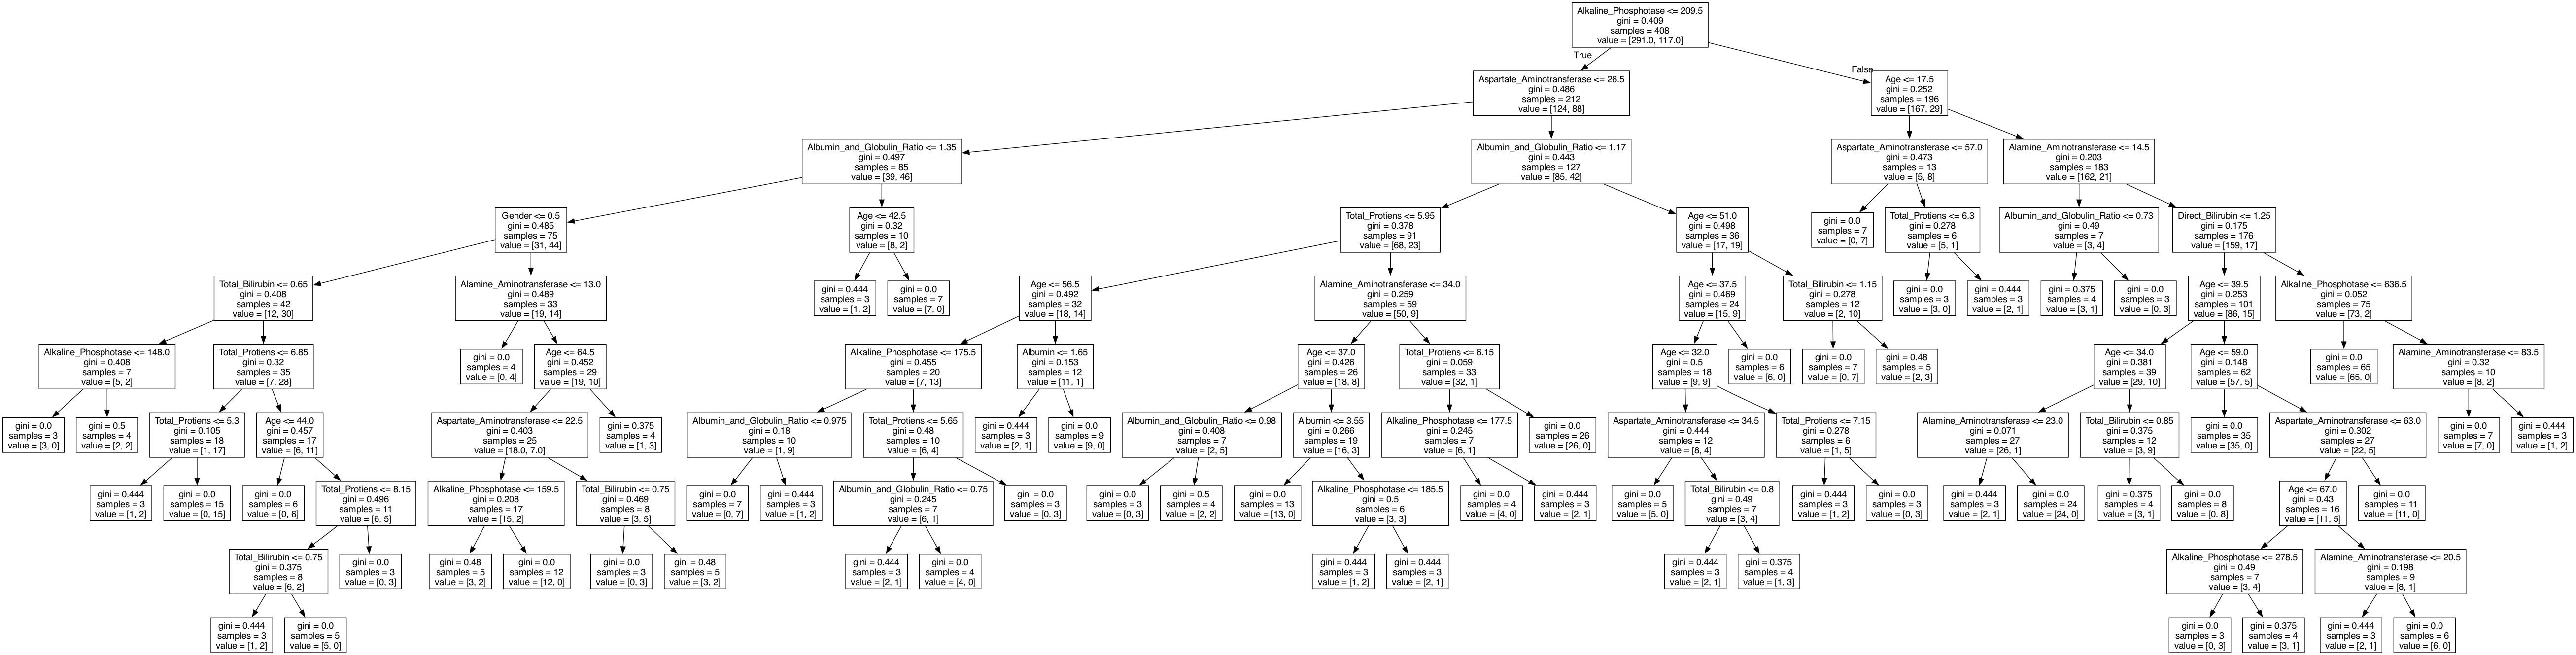 Alkaline_Phosphotase <= 209.5
gini = 0.409
samples = 408
value = [291.0, 117.0]
True
False
Aspartate_Aminotransferase <= 26.5
gini = 0.486
samples = 212
value = [124, 88]
Age <= 17.5
gini = 0.252
samples = 196
value = [167, 29]
Albumin_and_Globulin_Ratio <= 1.35
gini = 0.497
samples = 85
value = [39, 46]
Albumin_and_Globulin_Ratio <= 1.17
gini = 0.443
samples = 127
value = [85, 42]
Aspartate_Aminotransferase <= 57.0
gini = 0.473
samples = 13
value = [5, 8]
Alamine_Aminotransferase <= 14.5
gini = 0.203
samples = 183
value = [162, 21]
Gender <= 0.5
gini = 0.485
samples = 75
value = [31, 44]
Age <= 42.5
gini = 0.32
samples = 10
value = [8, 2]
Total_Protiens <= 5.95
gini = 0.378
samples = 91
value = [68, 23]
Age <= 51.0
gini = 0.498
samples = 36
value = [17, 19]
gini = 0.0
samples = 7
value = [0, 7]
Total_Protiens <= 6.3
gini = 0.278
samples = 6
value = [5, 1]
Albumin_and_Globulin_Ratio <= 0.73
gini = 0.49
samples = 7
value = [3, 4]
Direct_Bilirubin <= 1.25
gini = 0.175
samples = 176
value = [159, 17]
Total_Bilirubin <= 0.65
gini = 0.408
samples = 42
value = [12, 30]
Alamine_Aminotransferase <= 13.0
gini = 0.489
samples = 33
value = [19, 14]
gini = 0.444
samples = 3
value = [1, 2]
gini = 0.0
samples = 7
value = [7, 0]
Age <= 56.5
gini = 0.492
samples = 32
value = [18, 14]
Alamine_Aminotransferase <= 34.0
gini = 0.259
samples = 59
value = [50, 9]
Age <= 37.5
gini = 0.469
samples = 24
value = [15, 9]
Total_Bilirubin <= 1.15
gini = 0.278
samples = 12
value = [2, 10]
gini = 0.0
samples = 3
value = [3, 0]
gini = 0.444
samples = 3
value = [2, 1]
gini = 0.375
samples = 4
value = [3, 1]
gini = 0.0
samples = 3
value = [0, 3]
Age <= 39.5
gini = 0.253
samples = 101
value = [86, 15]
Alkaline_Phosphotase <= 636.5
gini = 0.052
samples = 75
value = [73, 2]
Alkaline_Phosphotase <= 148.0
gini = 0.408
samples = 7
value = [5, 2]
Total_Protiens <= 6.85
gini = 0.32
samples = 35
value = [7, 28]
gini = 0.0
samples = 4
value = [0, 4]
Age <= 64.5
gini = 0.452
samples = 29
value = [19, 10]
Alkaline_Phosphotase <= 175.5
gini = 0.455
samples = 20
value = [7, 13]
Albumin <= 1.65
gini = 0.153
samples = 12
value = [11, 1]
Age <= 37.0
gini = 0.426
samples = 26
value = [18, 8]
Total_Protiens <= 6.15
gini = 0.059
samples = 33
value = [32, 1]
Age <= 32.0
gini = 0.5
samples = 18
value = [9, 9]
gini = 0.0
samples = 6
value = [6, 0]
gini = 0.0
samples = 7
value = [0, 7]
gini = 0.48
samples = 5
value = [2, 3]
Age <= 34.0
gini = 0.381
samples = 39
value = [29, 10]
Age <= 59.0
gini = 0.148
samples = 62
value = [57, 5]
gini = 0.0
samples = 65
value = [65, 0]
Alamine_Aminotransferase <= 83.5
gini = 0.32
samples = 10
value = [8, 2]
gini = 0.0
samples = 3
value = [3, 0]
gini = 0.5
samples = 4
value = [2, 2]
Total_Protiens <= 5.3
gini = 0.105
samples = 18
value = [1, 17]
Age <= 44.0
gini = 0.457
samples = 17
value = [6, 11]
Aspartate_Aminotransferase <= 22.5
gini = 0.403
samples = 25
value = [18.0, 7.0]
gini = 0.375
samples = 4
value = [1, 3]
Albumin_and_Globulin_Ratio <= 0.975
gini = 0.18
samples = 10
value = [1, 9]
Total_Protiens <= 5.65
gini = 0.48
samples = 10
value = [6, 4]
gini = 0.444
samples = 3
value = [2, 1]
gini = 0.0
samples = 9
value = [9, 0]
Albumin_and_Globulin_Ratio <= 0.98
gini = 0.408
samples = 7
value = [2, 5]
Albumin <= 3.55
gini = 0.266
samples = 19
value = [16, 3]
Alkaline_Phosphotase <= 177.5
gini = 0.245
samples = 7
value = [6, 1]
gini = 0.0
samples = 26
value = [26, 0]
Aspartate_Aminotransferase <= 34.5
gini = 0.444
samples = 12
value = [8, 4]
Total_Protiens <= 7.15
gini = 0.278
samples = 6
value = [1, 5]
Alamine_Aminotransferase <= 23.0
gini = 0.071
samples = 27
value = [26, 1]
Total_Bilirubin <= 0.85
gini = 0.375
samples = 12
value = [3, 9]
gini = 0.0
samples = 35
value = [35, 0]
Aspartate_Aminotransferase <= 63.0
gini = 0.302
samples = 27
value = [22, 5]
gini = 0.0
samples = 7
value = [7, 0]
gini = 0.444
samples = 3
value = [1, 2]
gini = 0.444
samples = 3
value = [1, 2]
gini = 0.0
samples = 15
value = [0, 15]
gini = 0.0
samples = 6
value = [0, 6]
Total_Protiens <= 8.15
gini = 0.496
samples = 11
value = [6, 5]
Alkaline_Phosphotase <= 159.5
gini = 0.208
samples = 17
value = [15, 2]
Total_Bilirubin <= 0.75
gini = 0.469
samples = 8
value = [3, 5]
gini = 0.0
samples = 7
value = [0, 7]
gini = 0.444
samples = 3
value = [1, 2]
Albumin_and_Globulin_Ratio <= 0.75
gini = 0.245
samples = 7
value = [6, 1]
gini = 0.0
samples = 3
value = [0, 3]
gini = 0.0
samples = 3
value = [0, 3]
gini = 0.5
samples = 4
value = [2, 2]
gini = 0.0
samples = 13
value = [13, 0]
Alkaline_Phosphotase <= 185.5
gini = 0.5
samples = 6
value = [3, 3]
gini = 0.0
samples = 4
value = [4, 0]
gini = 0.444
samples = 3
value = [2, 1]
gini = 0.0
samples = 5
value = [5, 0]
Total_Bilirubin <= 0.8
gini = 0.49
samples = 7
value = [3, 4]
gini = 0.444
samples = 3
value = [1, 2]
gini = 0.0
samples = 3
value = [0, 3]
gini = 0.444
samples = 3
value = [2, 1]
gini = 0.0
samples = 24
value = [24, 0]
gini = 0.375
samples = 4
value = [3, 1]
gini = 0.0
samples = 8
value = [0, 8]
Age <= 67.0
gini = 0.43
samples = 16
value = [11, 5]
gini = 0.0
samples = 11
value = [11, 0]
Total_Bilirubin <= 0.75
gini = 0.375
samples = 8
value = [6, 2]
gini = 0.0
samples = 3
value = [0, 3]
gini = 0.48
samples = 5
value = [3, 2]
gini = 0.0
samples = 12
value = [12, 0]
gini = 0.0
samples = 3
value = [0, 3]
gini = 0.48
samples = 5
value = [3, 2]
gini = 0.444
samples = 3
value = [2, 1]
gini = 0.0
samples = 4
value = [4, 0]
gini = 0.444
samples = 3
value = [1, 2]
gini = 0.444
samples = 3
value = [2, 1]
gini = 0.444
samples = 3
value = [2, 1]
gini = 0.375
samples = 4
value = [1, 3]
Alkaline_Phosphotase <= 278.5
gini = 0.49
samples = 7
value = [3, 4]
Alamine_Aminotransferase <= 20.5
gini = 0.198
samples = 9
value = [8, 1]
gini = 0.444
samples = 3
value = [1, 2]
gini = 0.0
samples = 5
value = [5, 0]
gini = 0.0
samples = 3
value = [0, 3]
gini = 0.375
samples = 4
value = [3, 1]
gini = 0.444
samples = 3
value = [2, 1]
gini = 0.0
samples = 6
value = [6, 0]